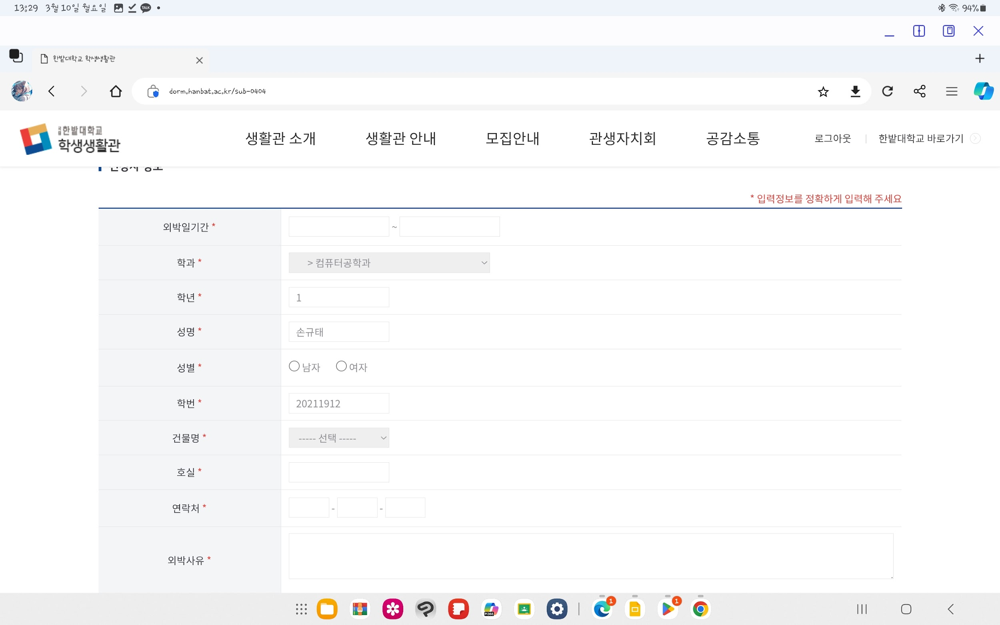 13:29 3월 10일 월요일 TALK 94%
한밭대학교 학생생활관
dorm.hanbat.ac.kr/sub-0404
한밭대학교
학생생활관
생활관 소개 생활관 안내 모집안내 관생자치회 공감소통 로그아웃 | 한밭대학교 바로가기
* 입력정보를 정확하게 입력해 주세요
외박일기간 * ~
학과 * > 컴퓨터공학과
학년 * 1
성명 * 손규태
성별 * 남자 여자
학번 * 20211912
건물명 * ----- 선택 -----
호실 *
연락처 * - -
외박사유 *
M365 1 1